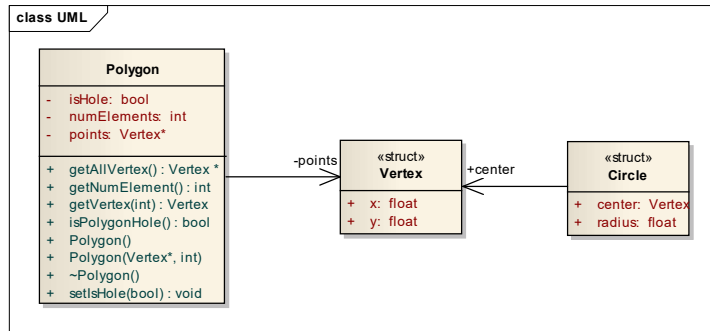 class UML
Polygon
- isHole: bool
- numElements: int
- points: Vertex*
+ getAllVertex() : Vertex *
+ getNumElement() : int
+ getVertex(int) : Vertex
+ isPolygonHole() : bool
+ Polygon()
+ Polygon(Vertex*, int)
+ ~Polygon()
+ setIsHole(bool) : void
-points
«struct»
Vertex
+ x: float
+ y: float
+center
«struct»
Circle
+ center: Vertex
+ radius: float